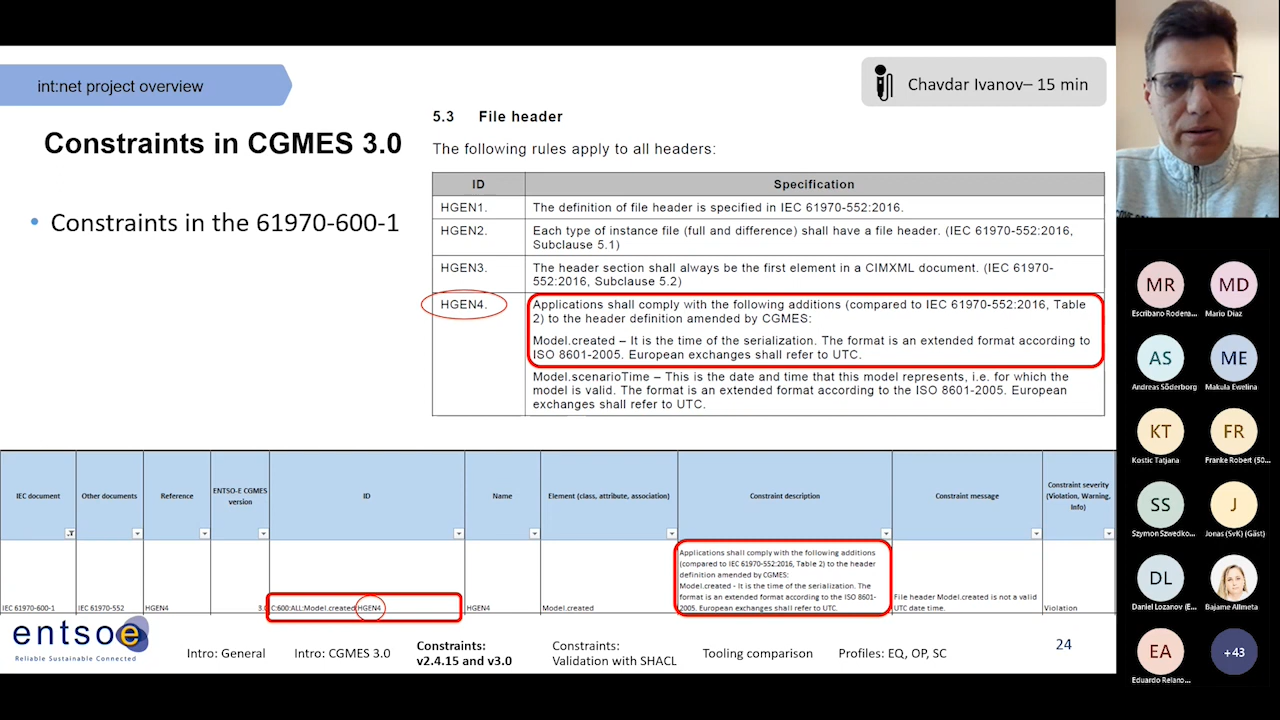 int:net project overview
Chavdar Ivanov– 15 min
Constraints in CGMES 3.0
• Constraints in the 61970-600-1
5.3 File header
The following rules apply to all headers:
ID Specification
HGEN1. The definition of file header is specified in IEC 61970-552:2016.
HGEN2. Each type of instance file (full and difference) shall have a file header. (IEC 61970-552:2016,
Subclause 5.1)
HGEN3. The header section shall always be the first element in a CIMXML document. (IEC 61970-
552:2016, Subclause 5.2)
HGEN4. Applications shall comply with the following additions (compared to IEC 61970-552:2016, Table
2) to the header definition amended by CGMES:
Model.created – It is the time of the serialization. The format is an extended format according to
ISO 8601-2005. European exchanges shall refer to UTC.
Model.scenarioTime – This is the date and time that this model represents, i.e. for which the
model is valid. The format is an extended format according to the ISO 8601-2005. European
exchanges shall refer to UTC.
IEC document Other documents Reference ENTSO-E CGMES
version ID Name Element (class, attribute, association) Constraint description Constraint message Constraint severity
(Violation, Warning,
Info)
Applications shall comply with the following additions
(compared to IEC 61970-552:2016, Table 2) to the header
definition amended by CGMES:
Model.created - It is the time of the serialization. The
format is an extended format according to ISO 8601-
2005. European exchanges shall refer to UTC.
File header Model.created is not a valid
UTC date time.
IEC 61970-600-1 IEC 61970-552 HGEN4 3.0 C:600:ALL:Model.created:HGEN4 HGEN4 Model.created Violation
entsoe
Reliable Sustainable Connected
Intro: General
Intro: CGMES 3.0
Constraints:
v2.4.15 and v3.0
Constraints:
Validation with SHACL
Tooling comparison
Profiles: EQ, OP, SC
24
MR MD
Escribano Rodera... Mario Diaz
AS ME
Andreas Söderborg Makula Ewelina
KT FR
Kostic Tatjana Franke Robert (50...
SS J
Szymon Szwedko... Jonas (SvK) (Gäst)
DL
Daniel Lozanov (E... Bajame Allmeta
EA +43
Eduardo Relano...